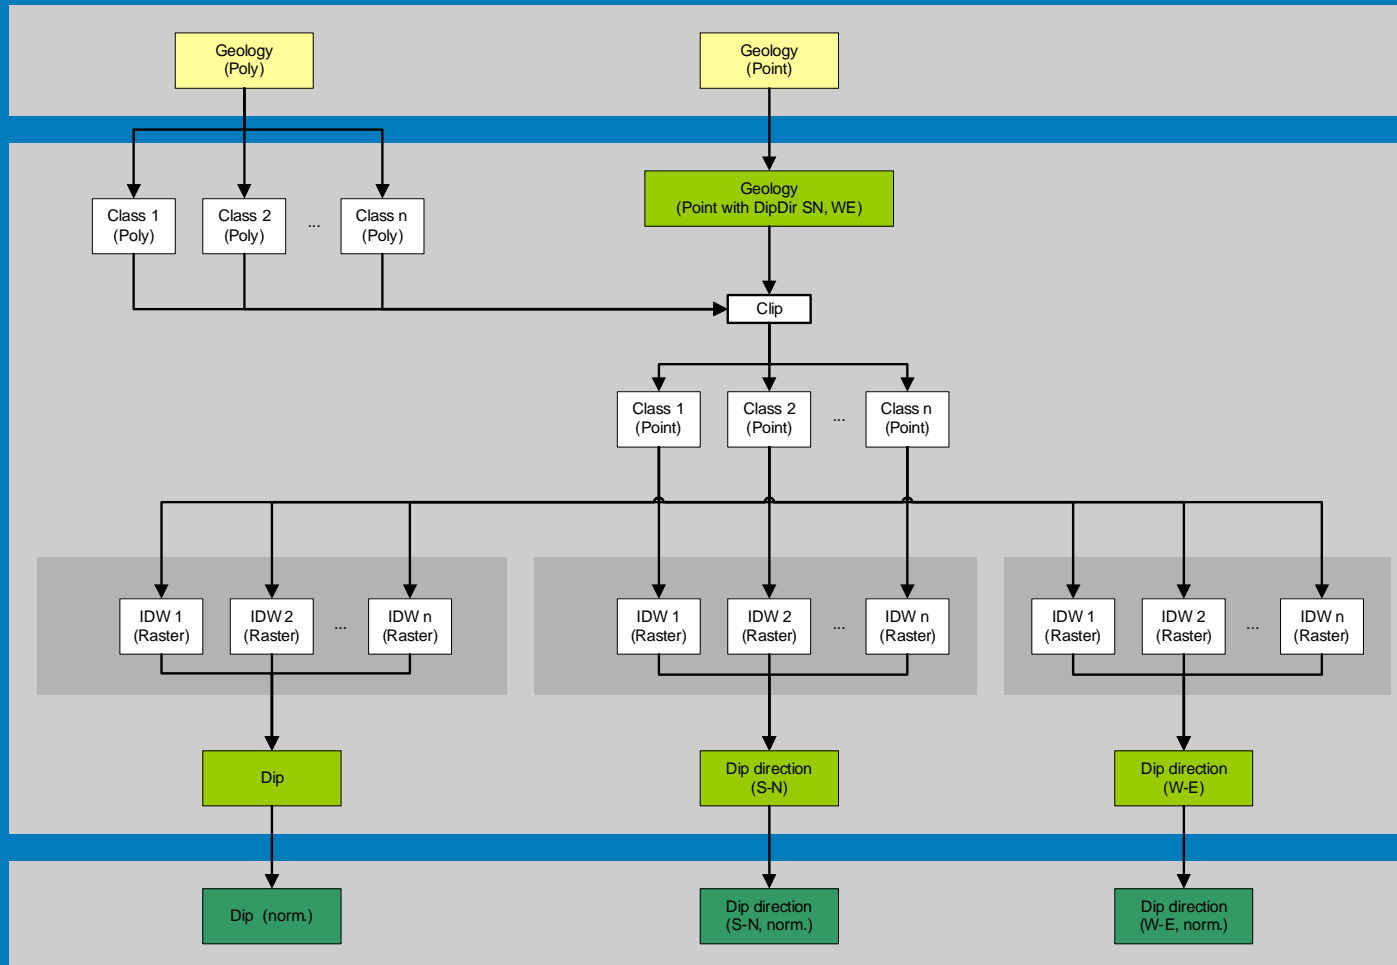 Geology
(Poly)
Geology
(Point)
Geology
(Point with DipDir SN, WE)
Class 1
(Poly)
Class 2
(Poly)
...
Class n
(Poly)
Clip
Class 1
(Point)
Class 2
(Point)
...
Class n
(Point)
IDW 1
(Raster)
IDW 2
(Raster)
...
IDW n
(Raster)
IDW 1
(Raster)
IDW 2
(Raster)
...
IDW n
(Raster)
IDW 1
(Raster)
IDW 2
(Raster)
...
IDW n
(Raster)
Dip
Dip direction
(S-N)
Dip direction
(W-E)
Dip (norm.)
Dip direction
(S-N, norm.)
Dip direction
(W-E, norm.)